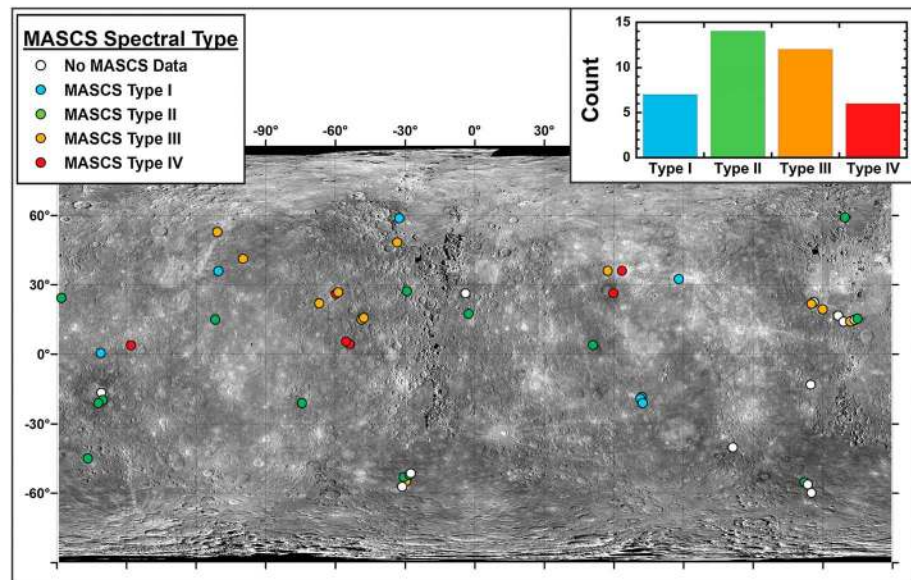 MASCS Spectral Type
No MASCS Data
MASCS Type I
MASCS Type II
MASCS Type III
MASCS Type IV
15
10
5
0
Count
Type I Type II Type III Type IV
-90° -60° -30° 0° 30°
60°
30°
0°
-30°
-60°